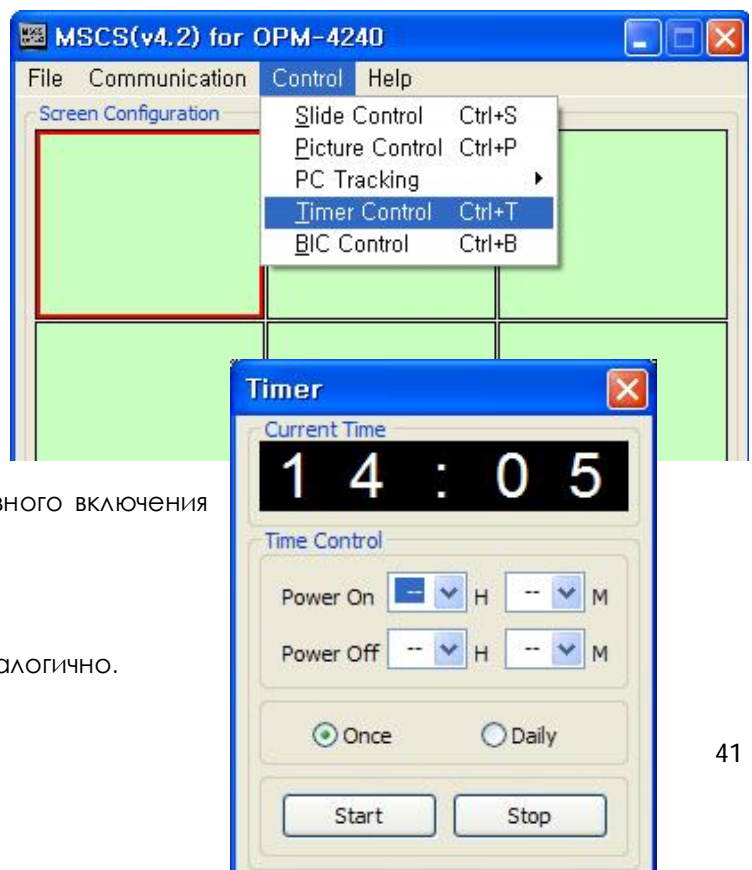 MSCS(v4.2) for OPM-4240
File Communication Control Help
Screen Configuration
Slide Control Ctrl+S
Picture Control Ctrl+P
PC Tracking
Timer Control Ctrl+T
BIC Control Ctrl+B
Timer
Current Time
14:05
вного включения
Time Control
Power On -- H -- M
Power Off -- H -- M
алогично.
Once Daily
41
Start Stop